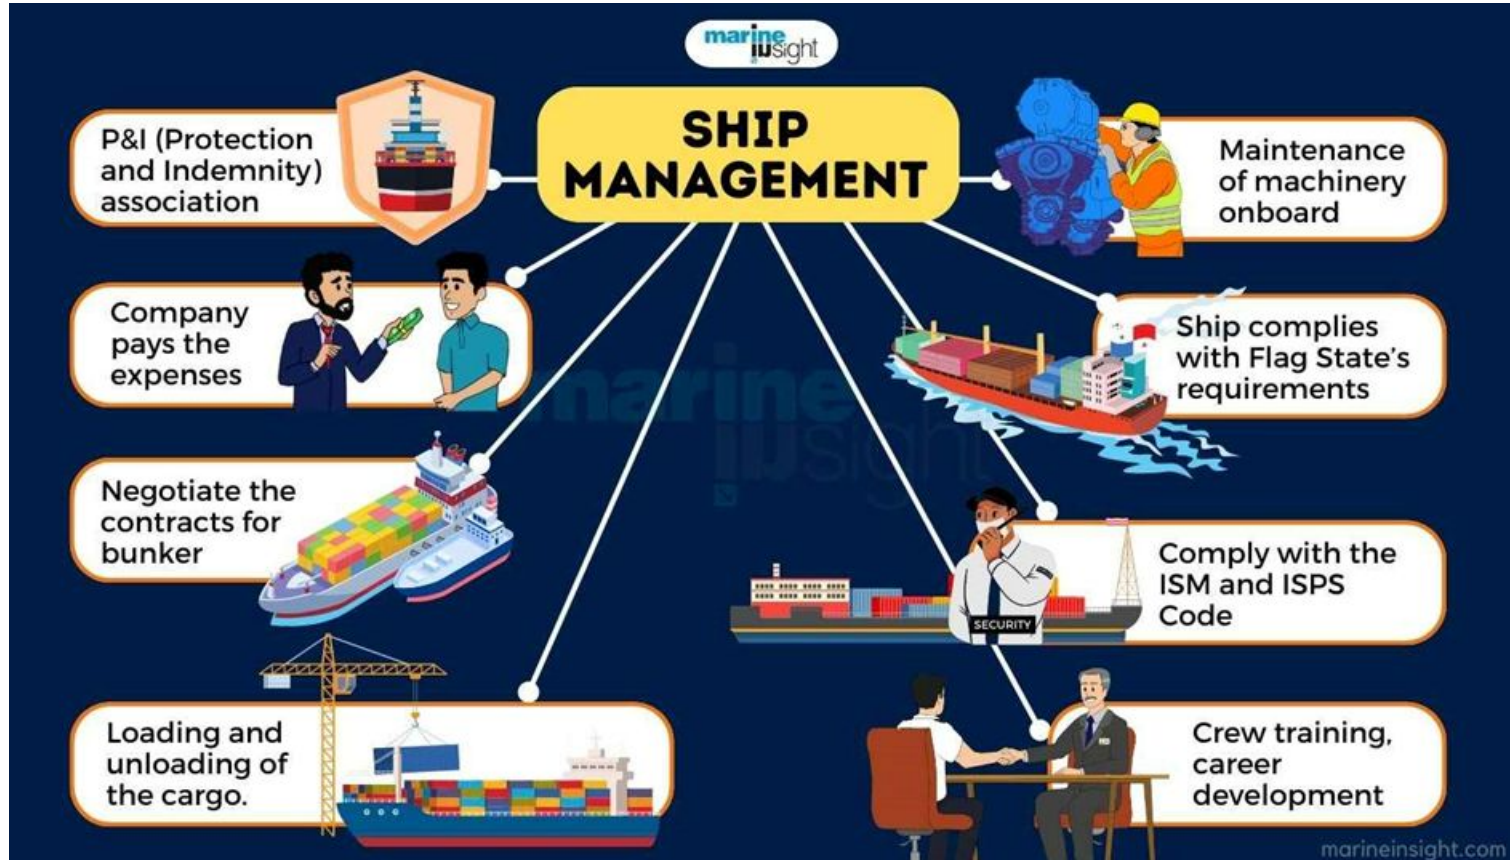 marine
insight
SHIP
MANAGEMENT
P&I (Protection
and Indemnity)
association
Company
pays the
expenses
Negotiate the
contracts for
bunker
Loading and
unloading of
the cargo.
Maintenance
of machinery
onboard
Ship complies
with Flag State's
requirements
Comply with the
ISM and ISPS
Code
SECURITY
Crew training,
career
development
marine
insight
marineinsight.com